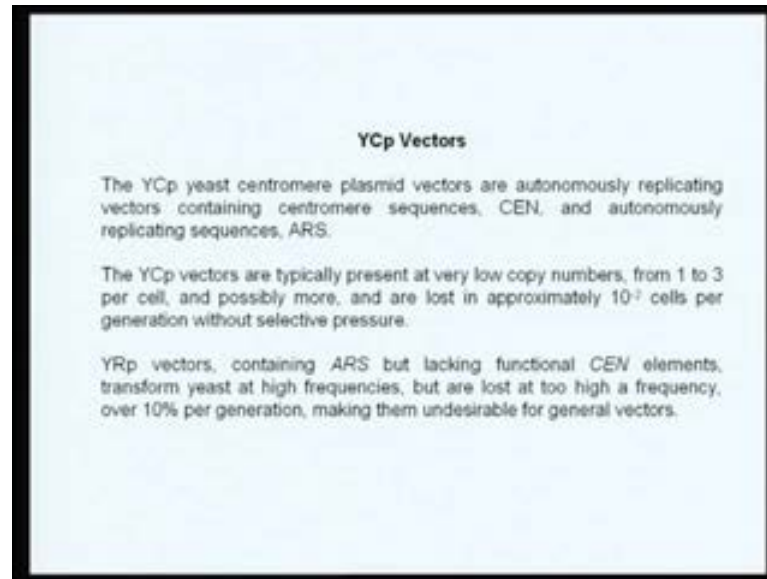 YCp Vectors
The YCp yeast centromere plasmid vectors are autonomously replicating
vectors containing centromere sequences, CEN, and autonomously
replicating sequences, ARS.
The YCp vectors are typically present at very low copy numbers, from 1 to 3
per cell, and possibly more, and are lost in approximately 10⁻² cells per
generation without selective pressure.
YRp vectors, containing ARS but lacking functional CEN elements,
transform yeast at high frequencies, but are lost at too high a frequency,
over 10% per generation, making them undesirable for general vectors.